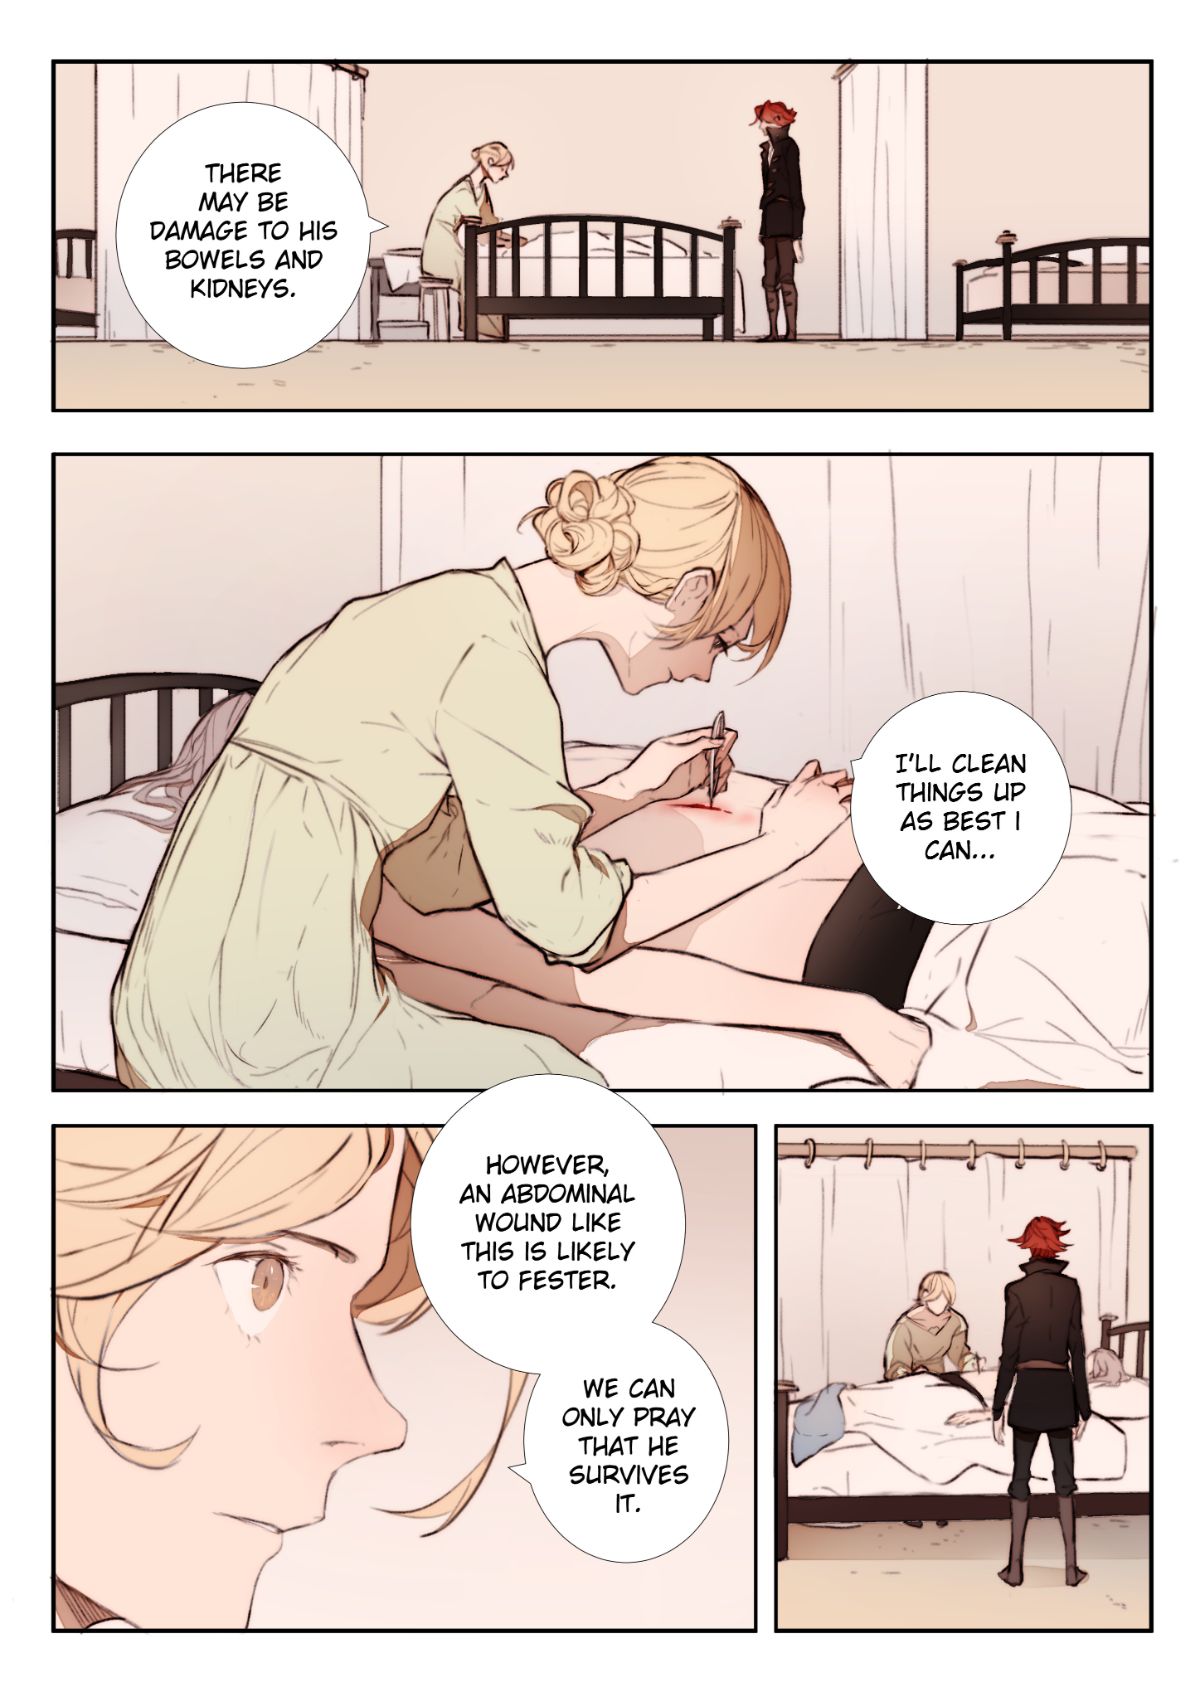 THERE
MAY BE
DAMAGE TO HIS
BOWELS AND
KIDNEYS.
I'LL CLEAN
THINGS UP
AS BEST I
CAN...
HOWEVER,
AN ABDOMINAL
WOUND LIKE
THIS IS LIKELY
TO FESTER.
WE CAN
ONLY PRAY
THAT HE
SURVIVES
IT.